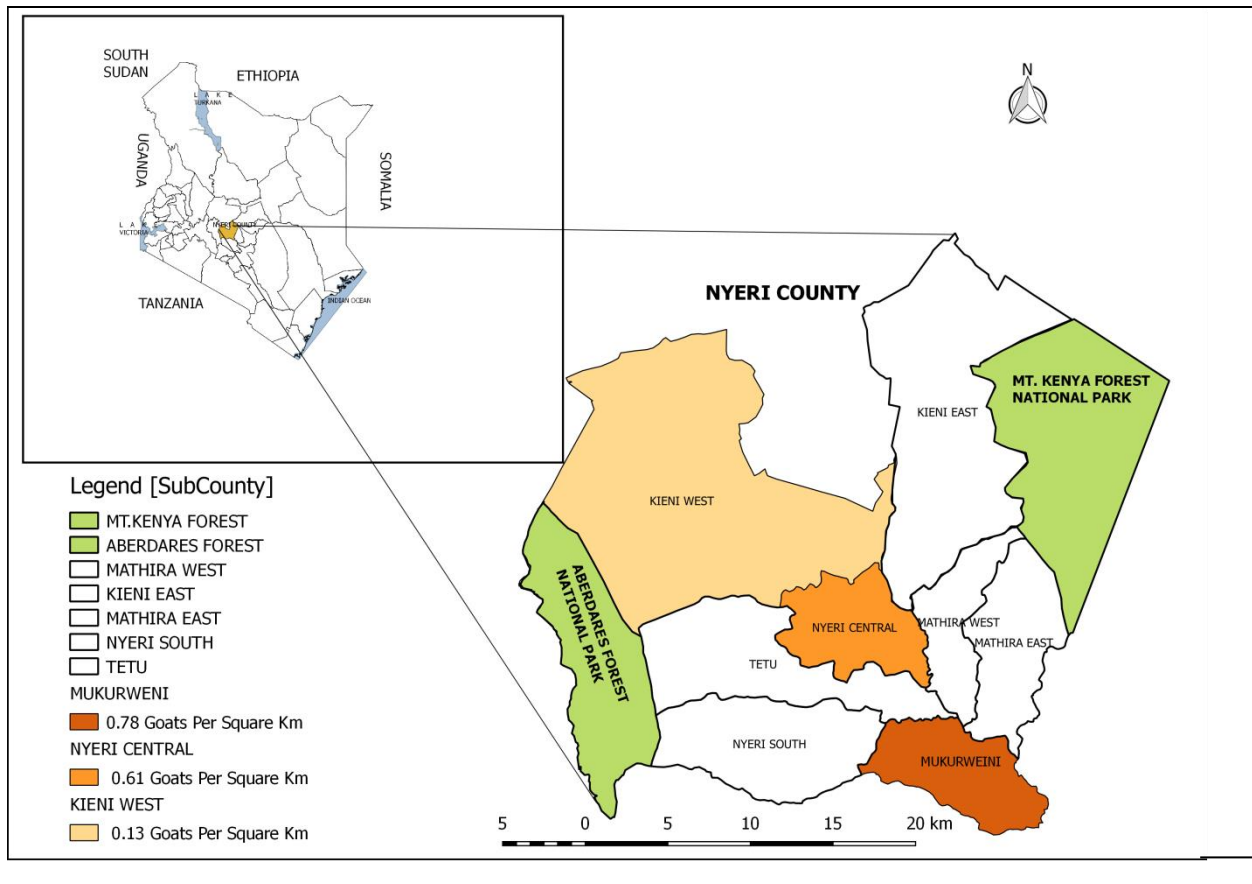 SOUTH
SUDAN
ETHIOPIA
L A K E
TURKANA
UGANDA
SOMALIA
L A K E
VICTORIA
NYERI COUNTY
TANZANIA
INDIAN OCEAN
N
NYERI COUNTY
MT. KENYA FOREST
NATIONAL PARK
KIENI EAST
KIENI WEST
ABERDARES FOREST
NATIONAL PARK
NYERI CENTRAL
MATHIRA WEST
MATHIRA EAST
TETU
NYERI SOUTH
MUKURWEINI
Legend [SubCounty]
MT.KENYA FOREST
ABERDARES FOREST
MATHIRA WEST
KIENI EAST
MATHIRA EAST
NYERI SOUTH
TETU
MUKURWENI
0.78 Goats Per Square Km
NYERI CENTRAL
0.61 Goats Per Square Km
KIENI WEST
0.13 Goats Per Square Km
5 0 5 10 15 20 km